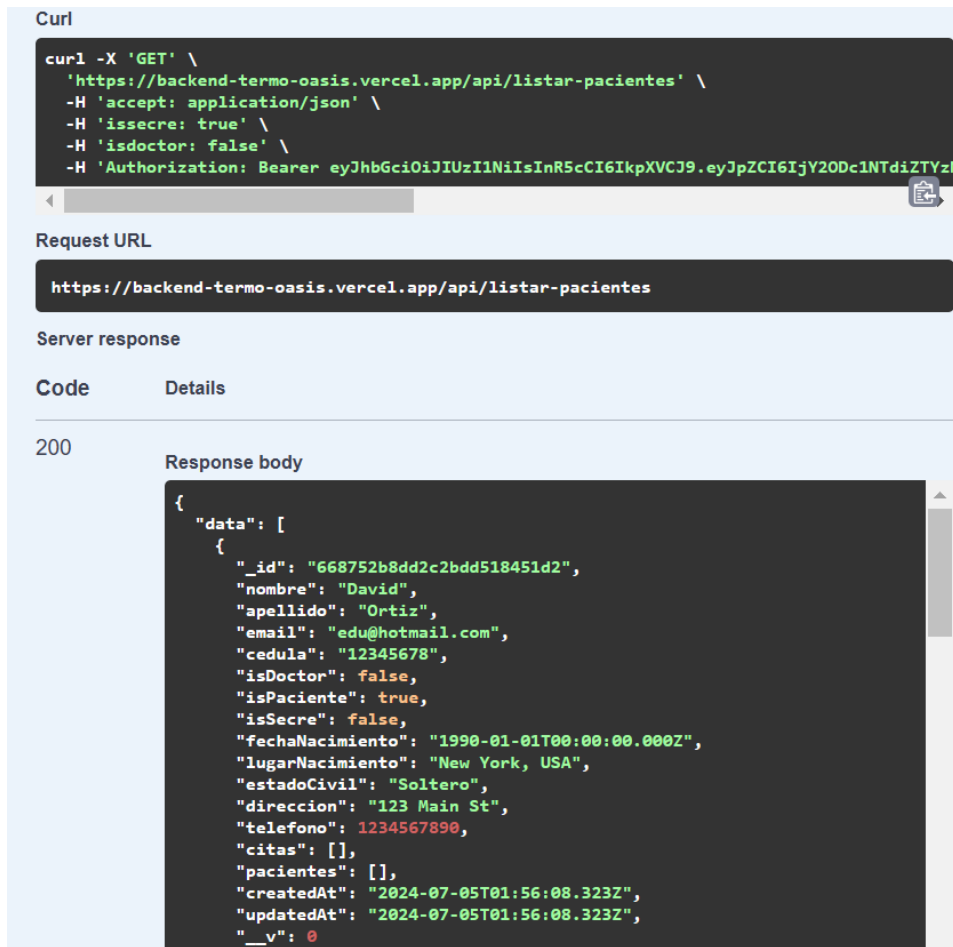 Curl
curl -X 'GET' \
'https://backend-termo-oasis.vercel.app/api/listar-pacientes' \
-H 'accept: application/json' \
-H 'issecre: true' \
-H 'isdoctor: false' \
-H 'Authorization: Bearer eyJhbGciOiJIUzI1NiIsInR5cCI6IkpXVCJ9.eyJpZCI6IjY2ODc1NTdiZTYz
Request URL
https://backend-termo-oasis.vercel.app/api/listar-pacientes
Server response
Code Details
200
Response body
{
"data": [
{
"_id": "668752b8dd2c2bdd518451d2",
"nombre": "David",
"apellido": "Ortiz",
"email": "edu@hotmail.com",
"cedula": "12345678",
"isDoctor": false,
"isPaciente": true,
"isSecre": false,
"fechaNacimiento": "1990-01-01T00:00:00.000Z",
"lugarNacimiento": "New York, USA",
"estadoCivil": "Soltero",
"direccion": "123 Main St",
"telefono": 1234567890,
"citas": [],
"pacientes": [],
"createdAt": "2024-07-05T01:56:08.323Z",
"updatedAt": "2024-07-05T01:56:08.323Z",
"__v": 0